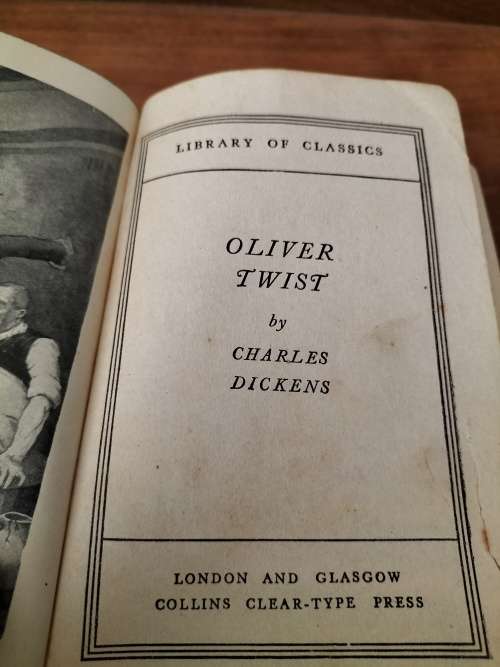 LIBRARY OF CLASSICS
OLIVER
TWIST
by
CHARLES
DICKENS
LONDON AND GLASGOW
COLLINS CLEAR-TYPE PRESS